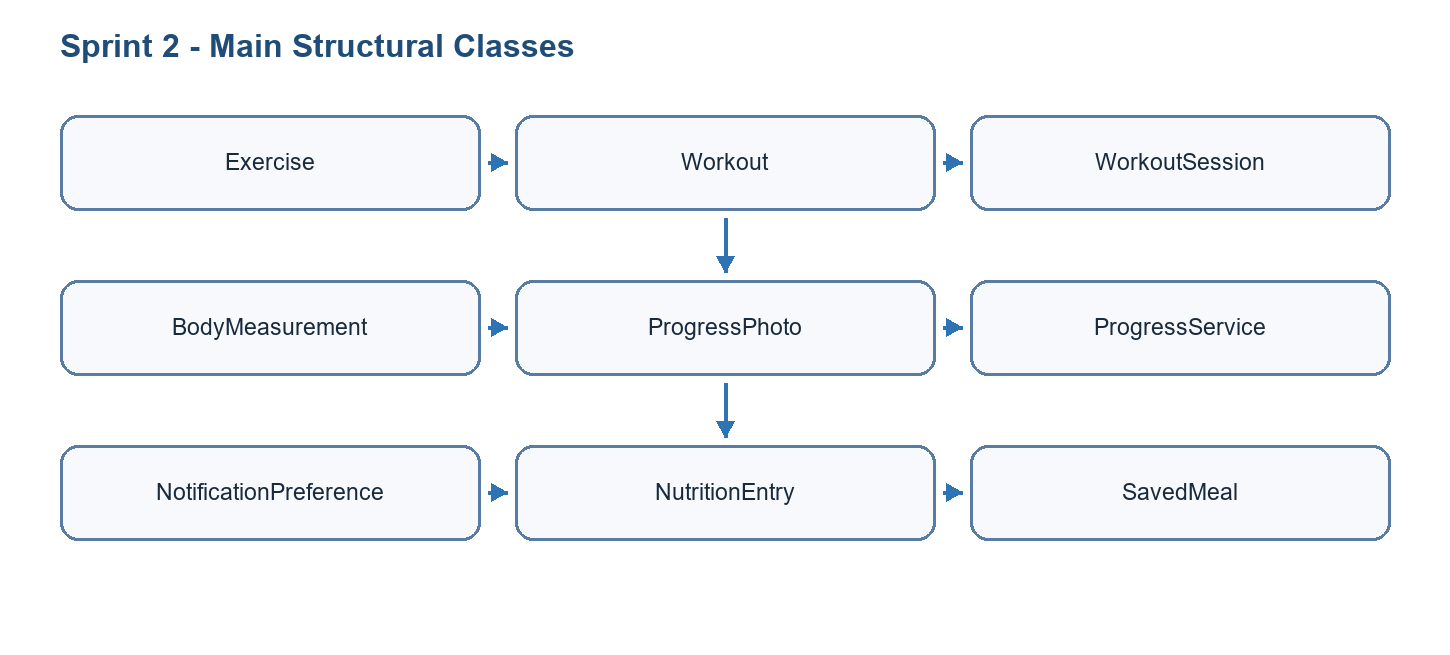 Sprint 2 - Main Structural Classes
Exercise
Workout
WorkoutSession
BodyMeasurement
ProgressPhoto
ProgressService
NotificationPreference
NutritionEntry
SavedMeal